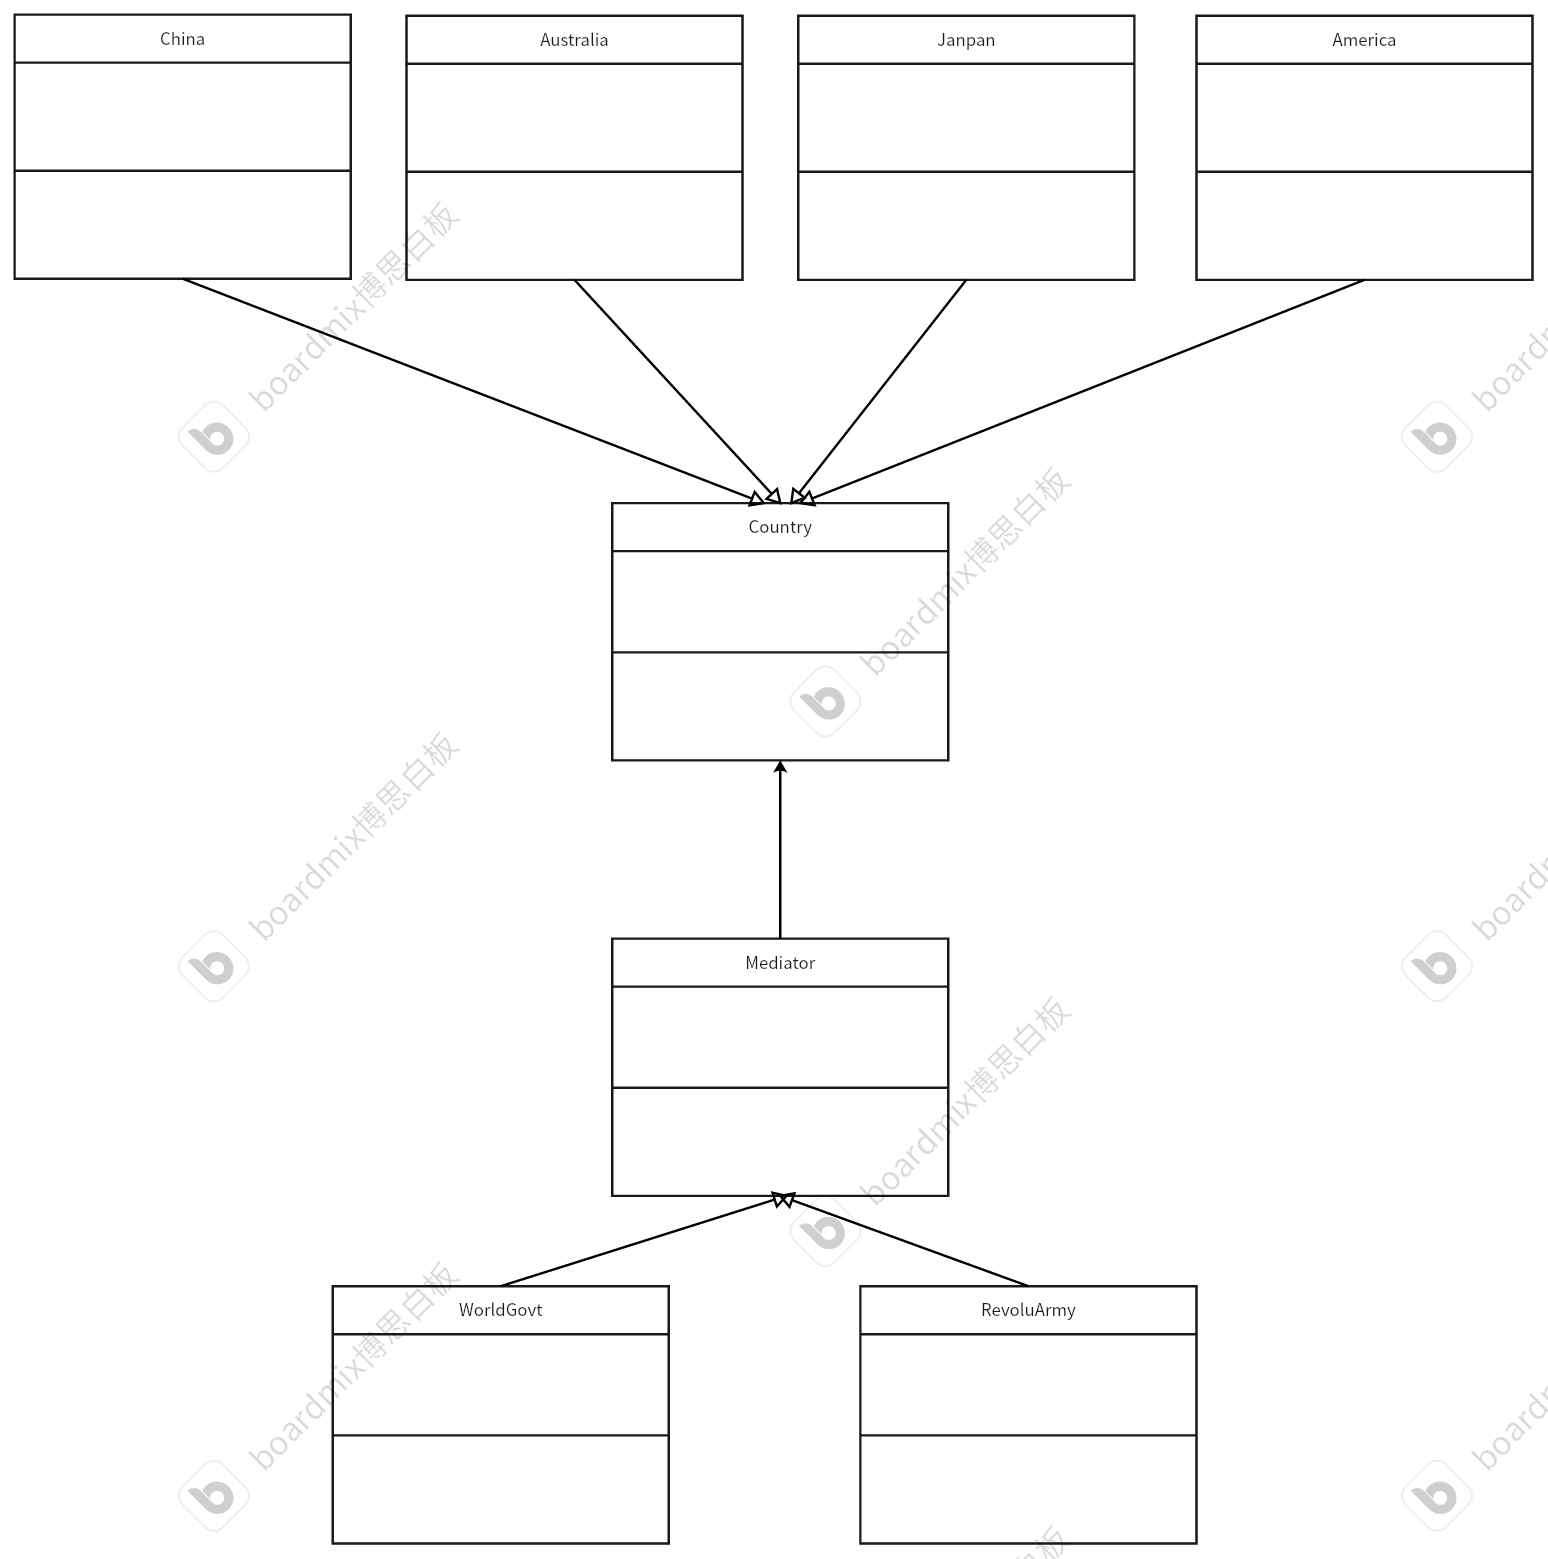 China
Australia
Janpan
America
boardmix博思白板
boardm
Country
boardmix博思白板
boardmix博思白板
boardm
Mediator
boardmix博思白板
WorldGovt
RevoluArmy
boardmix博思白板
boardm